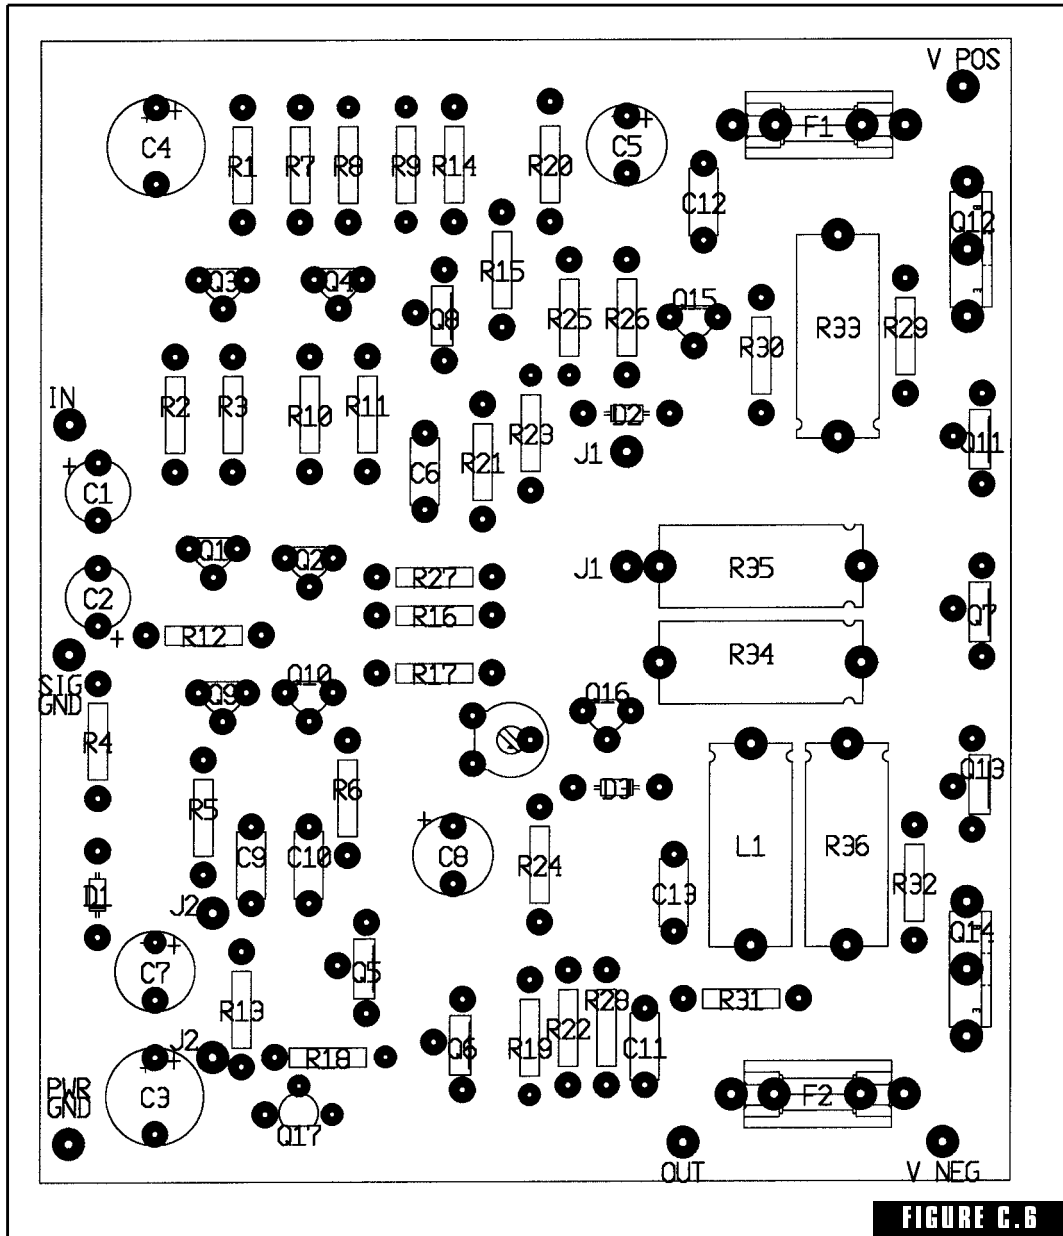 V POS
F1
C4
R1
R7
R8
R9
R14
R20
C5
C12
Q12
3
Q3
Q4
Q8
R15
R25
R26
Q15
R30
R33
R29
IN
R2
R3
R10
R11
C6
R21
R23
D2
J1
Q11
C1
Q1
Q2
R27
J1
R35
C2
R12
R16
Q7
SIG
GND
R17
R34
Q9
Q10
Q16
R4
R5
R6
D3
Q13
C9
C10
C8
R24
L1
R36
D1
J2
C13
R32
Q14
3
C7
Q5
R13
R22
R28
R31
J2
R18
Q6
R19
C11
PWR
GND
C3
Q17
F2
OUT
V NEG
FIGURE C.6